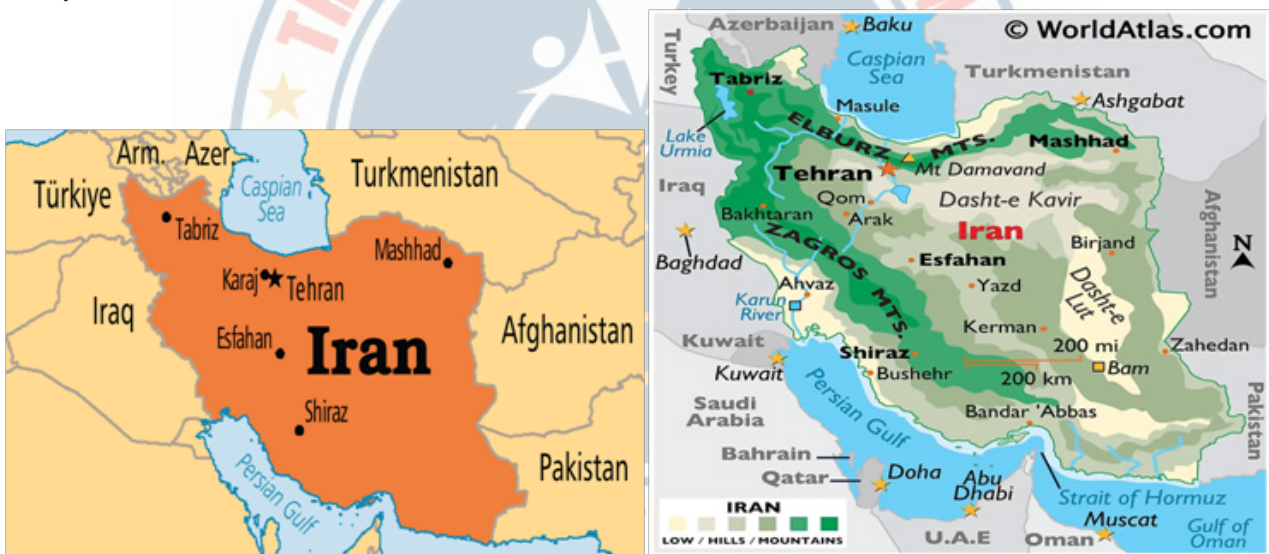 Arm.
Azer.
Türkiye
Caspian
Sea
Turkmenistan
Tabriz
Mashhad
Karaj
Tehran
Iraq
Esfahan
Iran
Afghanistan
Shiraz
Persian Gulf
Pakistan
© WorldAtlas.com
Azerbaijan
Baku
Turkey
Caspian
Sea
Turkmenistan
Tabriz
Ashgabat
Masule
Lake
Urmia
ELBURZ MTS.
Mashhad
Tehran
Mt Damavand
Iraq
Qom
Dasht-e Kavir
Afghanistan
Bakhtaran
Arak
Iran
Birjand
N
Baghdad
ZAGROS MTS.
Esfahan
Dasht-e
Lut
Yazd
Ahvaz
Karun
River
Kerman
200 mi
Zahedan
Kuwait
Shiraz
Bam
Kuwait
Bushehr
200 km
Pakistan
Saudi
Arabia
Persian Gulf
Bandar 'Abbas
Bahrain
Qatar
Doha
Abu
Dhabi
Strait of Hormuz
IRAN
Muscat
Gulf of
Oman
LOW / HILLS / MOUNTAINS
U.A.E
Oman